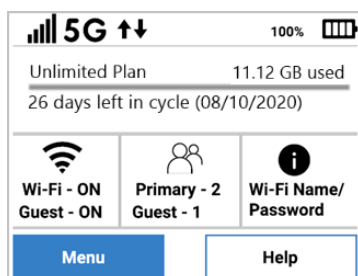 5G 100%
Unlimited Plan 11.12 GB used
26 days left in cycle (08/10/2020)
Wi-Fi - ON
Guest - ON
Primary - 2
Guest - 1
Wi-Fi Name/
Password
Menu
Help